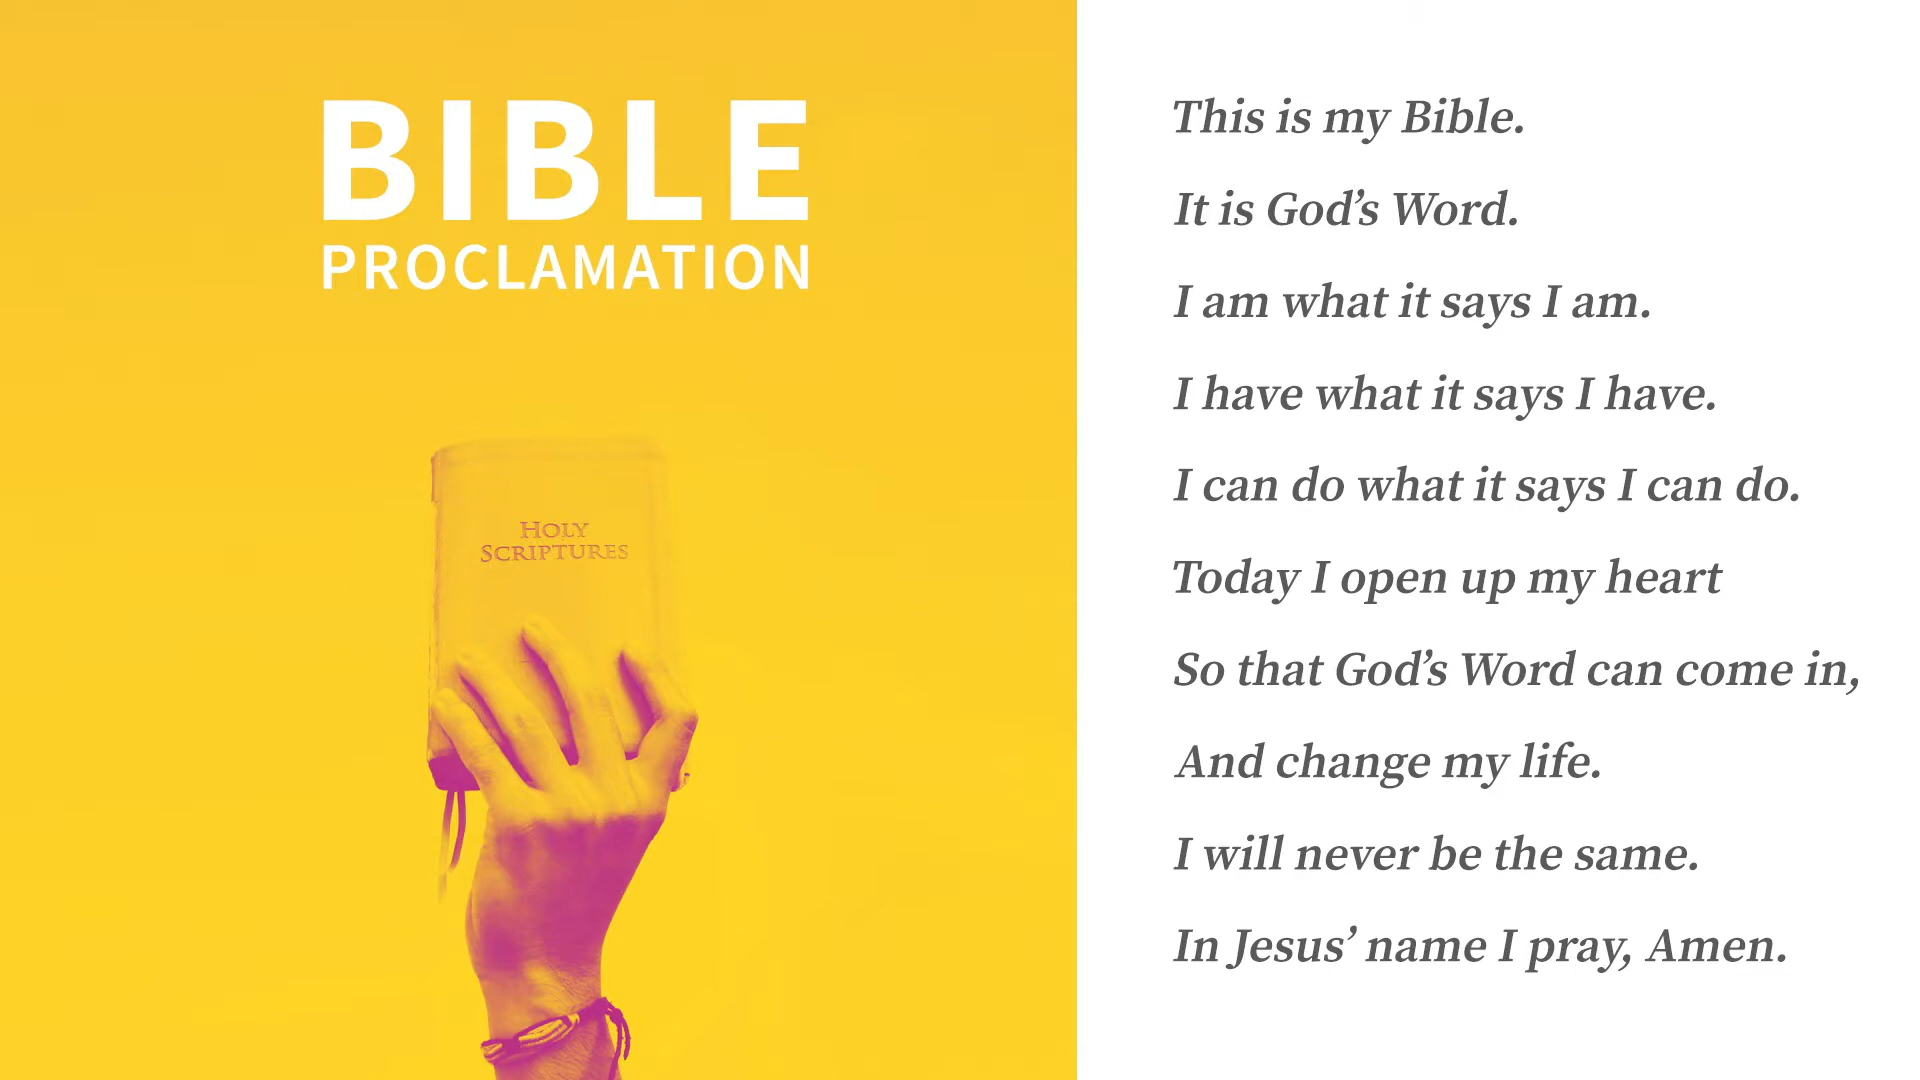 BIBLE
PROCLAMATION
HOLY
SCRIPTURES
This is my Bible.
It is God’s Word.
I am what it says I am.
I have what it says I have.
I can do what it says I can do.
Today I open up my heart
So that God’s Word can come in,
And change my life.
I will never be the same.
In Jesus’ name I pray, Amen.